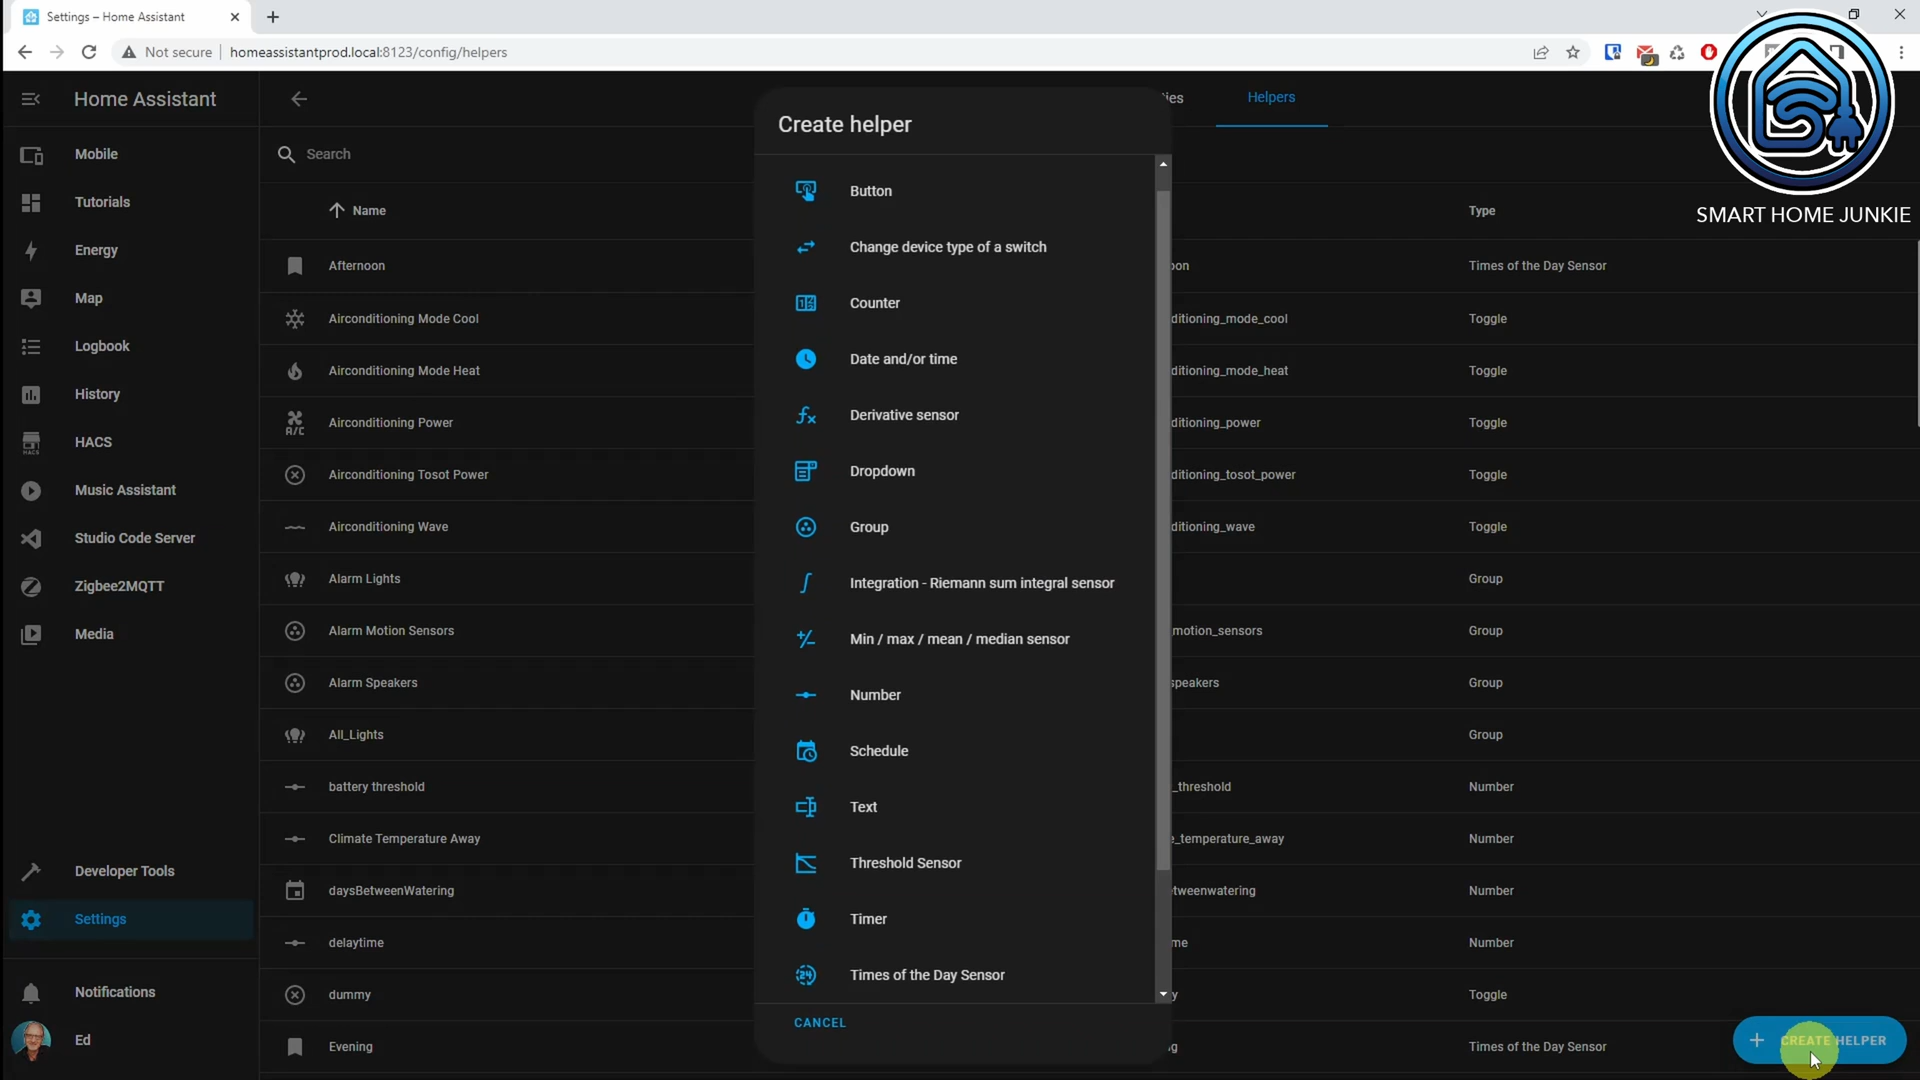 Settings – Home Assistant
Not secure
homeassistantprod.local:8123/config/helpers
SMART HOME JUNKIE
Home Assistant
Mobile
Tutorials
Energy
Map
Logbook
History
HACS
Music Assistant
Studio Code Server
Zigbee2MQTT
Media
Developer Tools
Settings
Notifications
Ed
ies
Helpers
Search
Name
Type
Afternoon
oon
Times of the Day Sensor
Airconditioning Mode Cool
ditioning_mode_cool
Toggle
Airconditioning Mode Heat
ditioning_mode_heat
Toggle
A/C
Airconditioning Power
ditioning_power
Toggle
Airconditioning Tosot Power
ditioning_tosot_power
Toggle
Airconditioning Wave
ditioning_wave
Toggle
Alarm Lights
Group
Alarm Motion Sensors
motion_sensors
Group
Alarm Speakers
speakers
Group
All_Lights
Group
battery threshold
_threshold
Number
Climate Temperature Away
e_temperature_away
Number
daysBetweenWatering
tweenwatering
Number
delaytime
me
Number
dummy
y
Toggle
Evening
g
Times of the Day Sensor
Create helper
Button
Change device type of a switch
Counter
Date and/or time
Derivative sensor
Dropdown
Group
Integration - Riemann sum integral sensor
Min / max / mean / median sensor
Number
Schedule
Text
Threshold Sensor
Timer
24
Times of the Day Sensor
CANCEL
CREATE HELPER